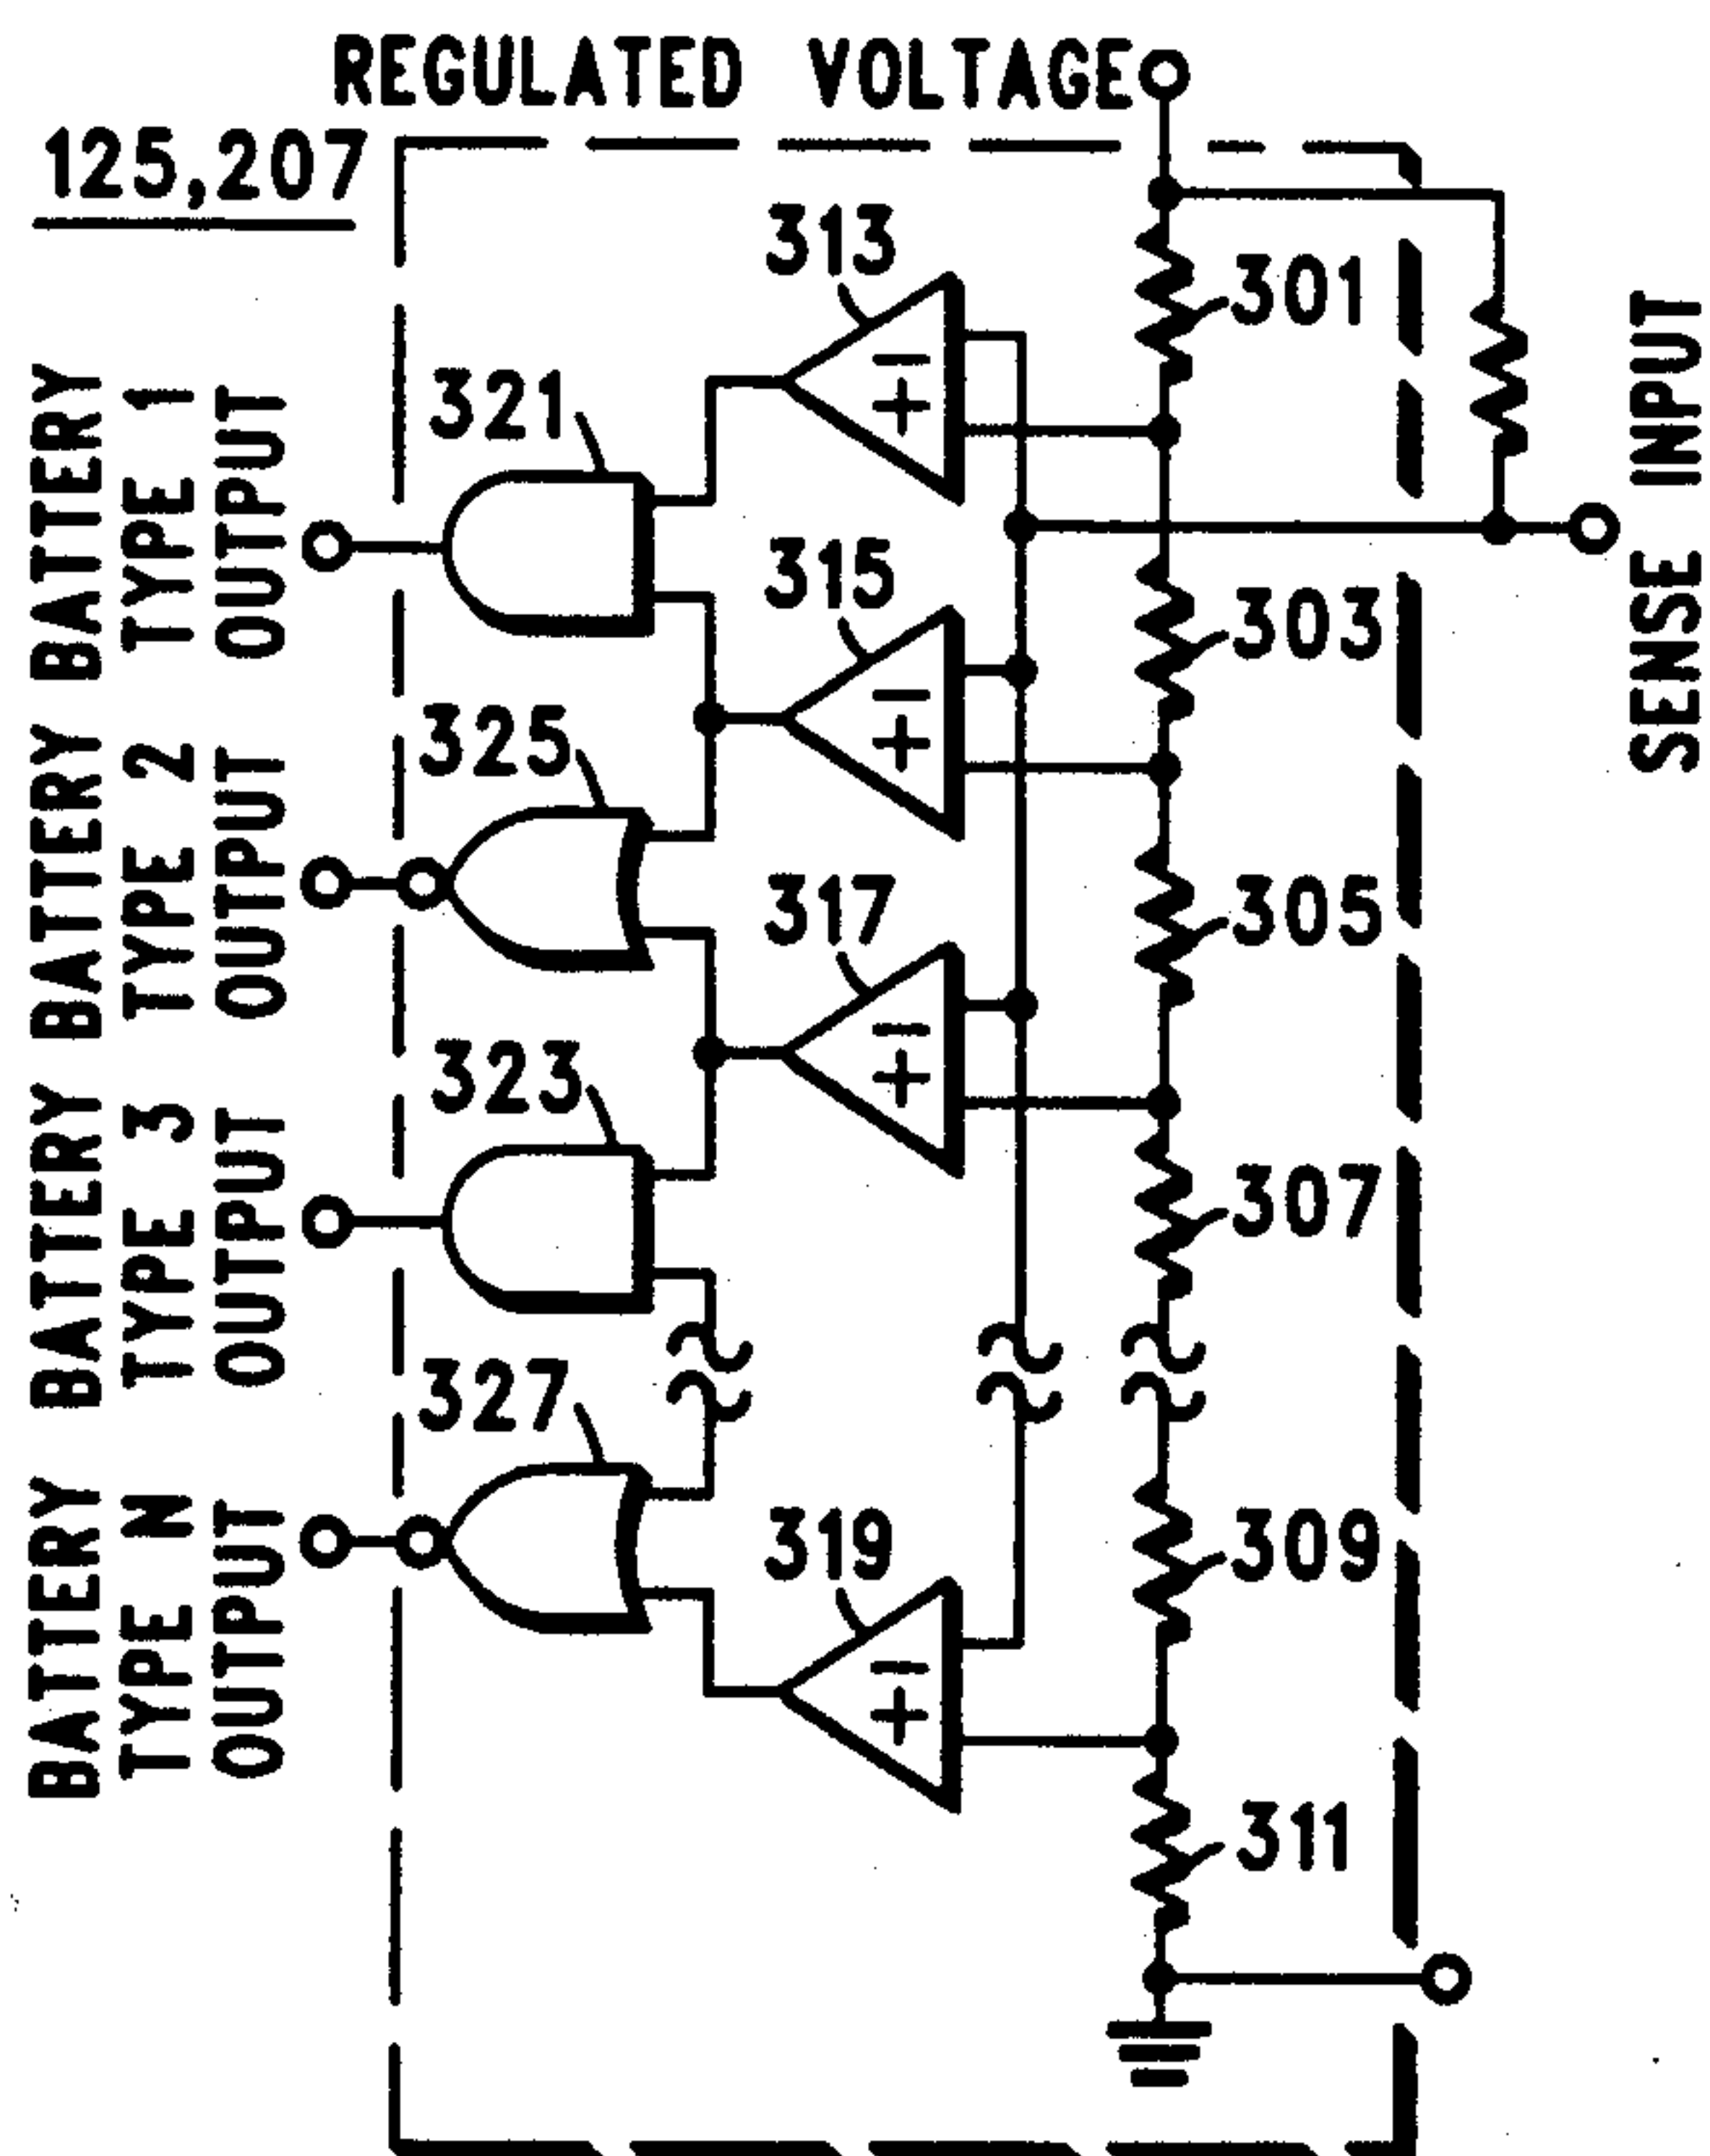 REGULATED VOLTAGE
125,207
313
301
321
BATTERY
TYPE 1
OUTPUT
SENSE INPUT
315
303
325
BATTERY
TYPE 2
OUTPUT
317
305
323
BATTERY
TYPE 3
OUTPUT
307
327
BATTERY
TYPE N
OUTPUT
319
309
311